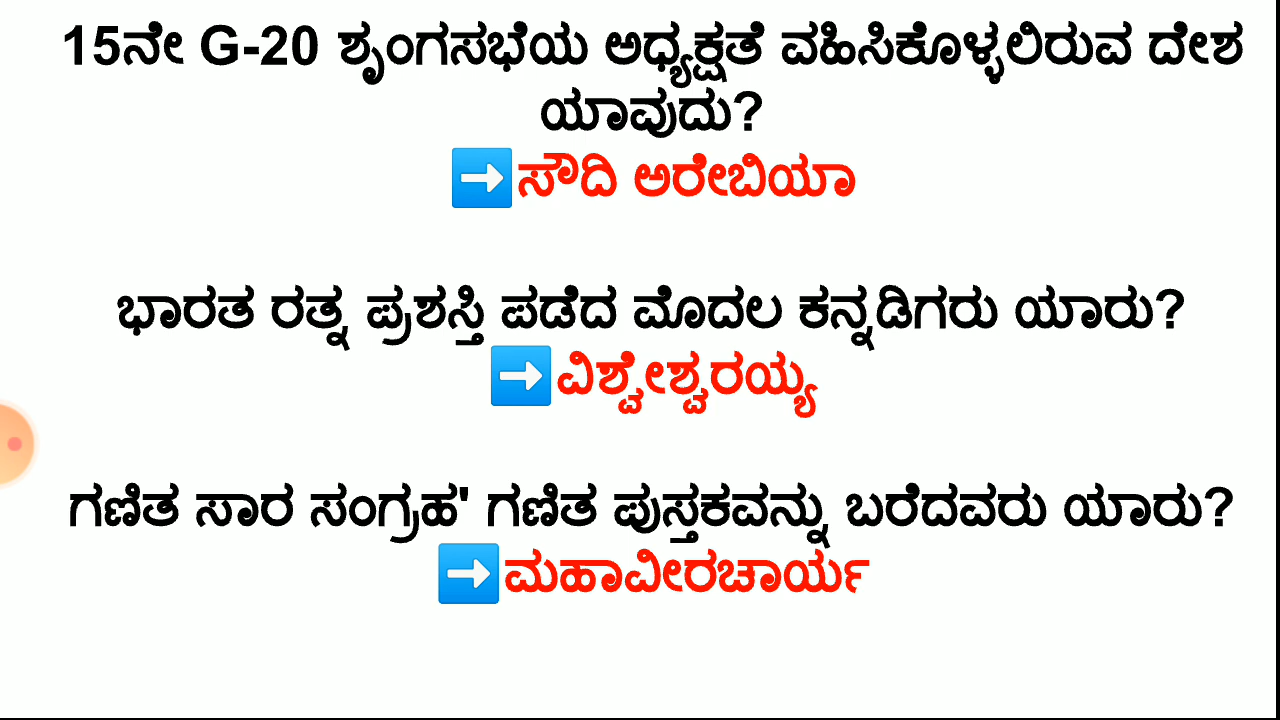 15ನೇ G-20 ಶೃಂಗಸಭೆಯ ಅಧ್ಯಕ್ಷತೆ ವಹಿಸಿಕೊಳ್ಳಲಿರುವ ದೇಶ
ಯಾವುದು?
➡ಸೌದಿ ಅರೇಬಿಯಾ
ಭಾರತ ರತ್ನ ಪ್ರಶಸ್ತಿ ಪಡೆದ ಮೊದಲ ಕನ್ನಡಿಗರು ಯಾರು?
➡ವಿಶ್ವೇಶ್ವರಯ್ಯ
ಗಣಿತ ಸಾರ ಸಂಗ್ರಹ' ಗಣಿತ ಪುಸ್ತಕವನ್ನು ಬರೆದವರು ಯಾರು?
➡ಮಹಾವೀರಚಾರ್ಯ